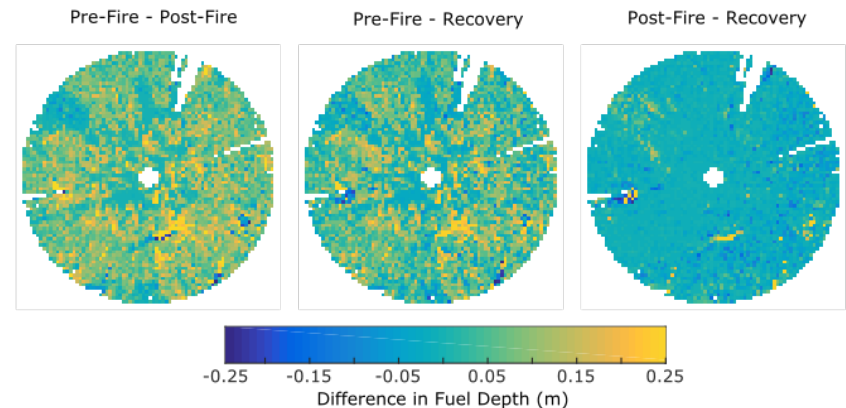 Pre-Fire - Post-Fire
Pre-Fire - Recovery
Post-Fire - Recovery
-0.25 -0.15 -0.05 0.05 0.15 0.25
Difference in Fuel Depth (m)